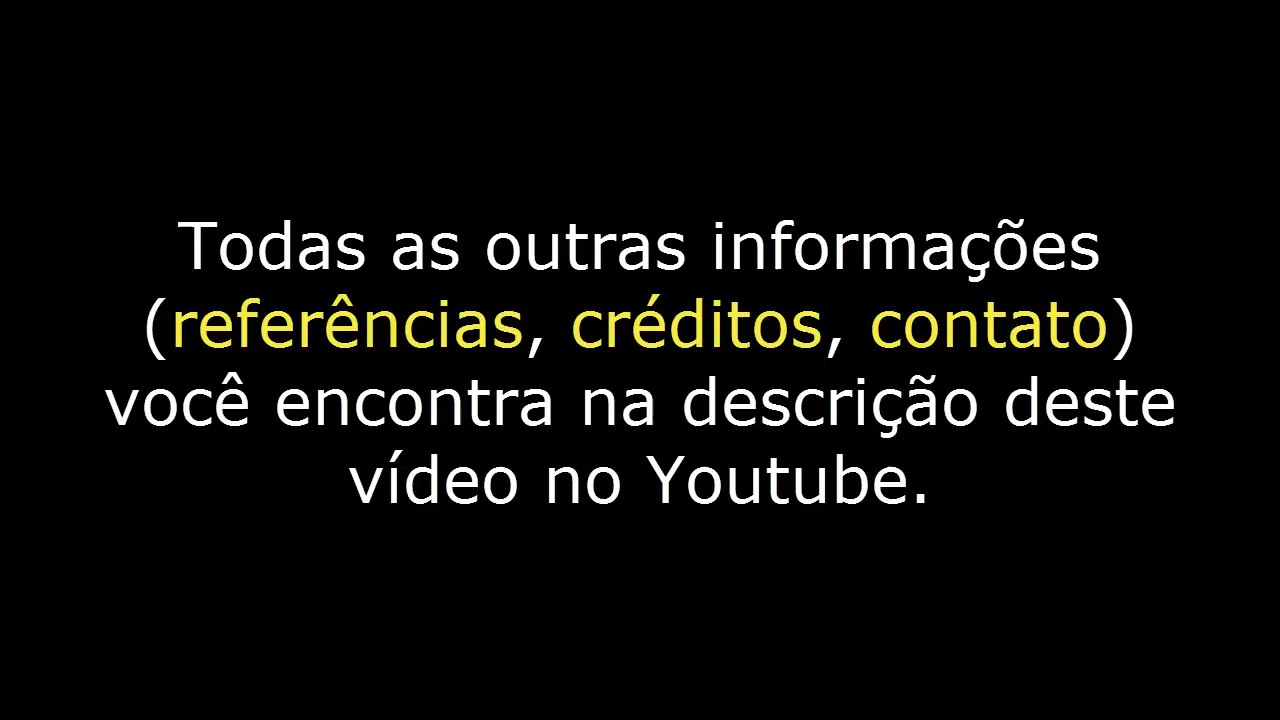 Todas as outras informações
(referências, créditos, contato)
você encontra na descrição deste
vídeo no Youtube.